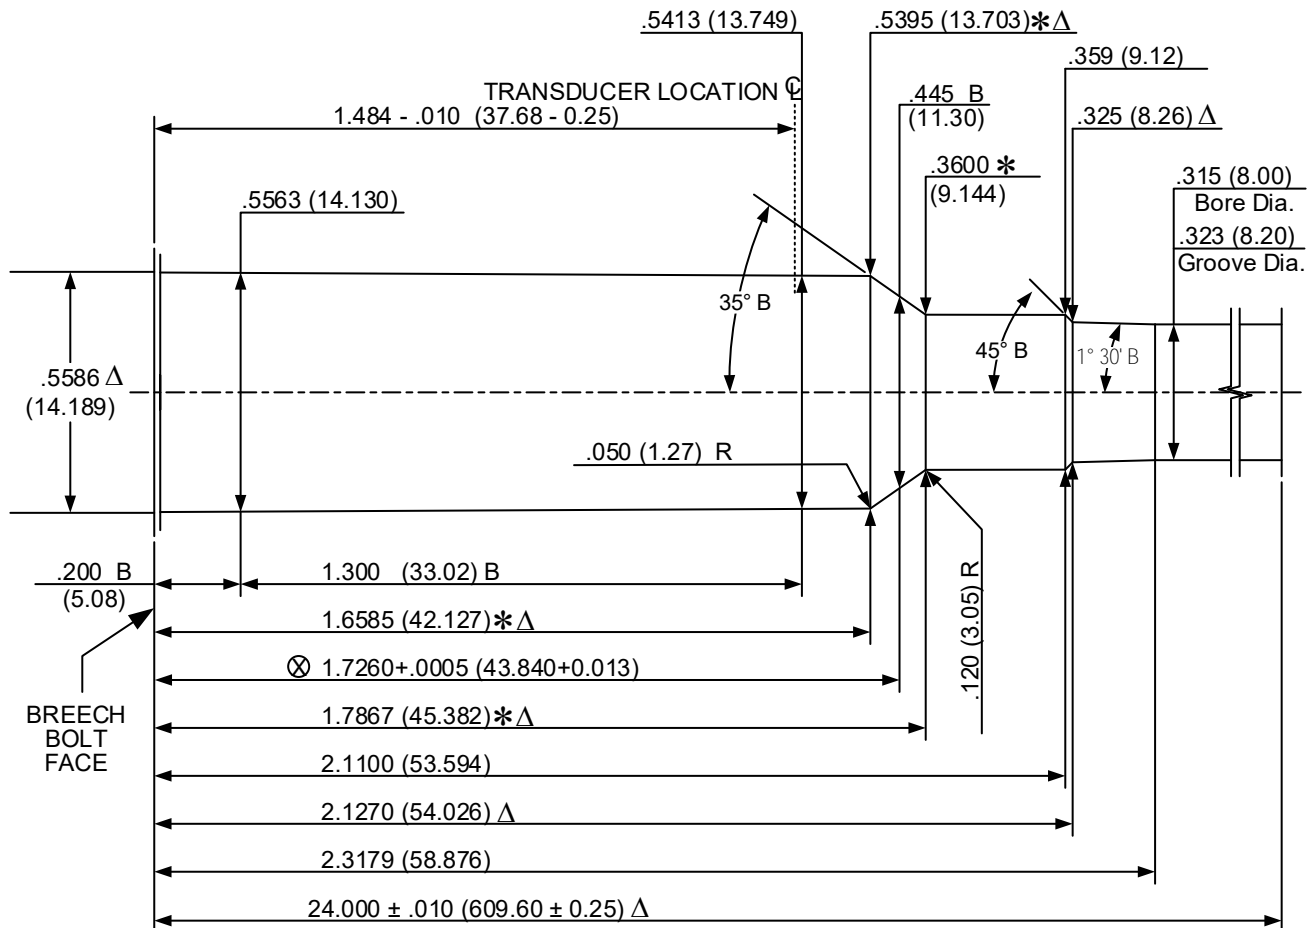 .5413 (13.749)
.5395 (13.703)✻Δ
.359 (9.12)
TRANSDUCER LOCATION ℄
.445 B
(11.30)
1.484 - .010 (37.68 - 0.25)
.325 (8.26) Δ
.3600 ✻
(9.144)
.315 (8.00)
Bore Dia.
.5563 (14.130)
.323 (8.20)
Groove Dia.
35° B
45° B
1° 30' B
.5586 Δ
(14.189)
.050 (1.27) R
.200 B
(5.08)
1.300 (33.02) B
.120 (3.05) R
1.6585 (42.127)✻Δ
⊗ 1.7260+.0005 (43.840+0.013)
BREECH
BOLT
FACE
1.7867 (45.382)✻Δ
2.1100 (53.594)
2.1270 (54.026) Δ
2.3179 (58.876)
24.000 ± .010 (609.60 ± 0.25) Δ